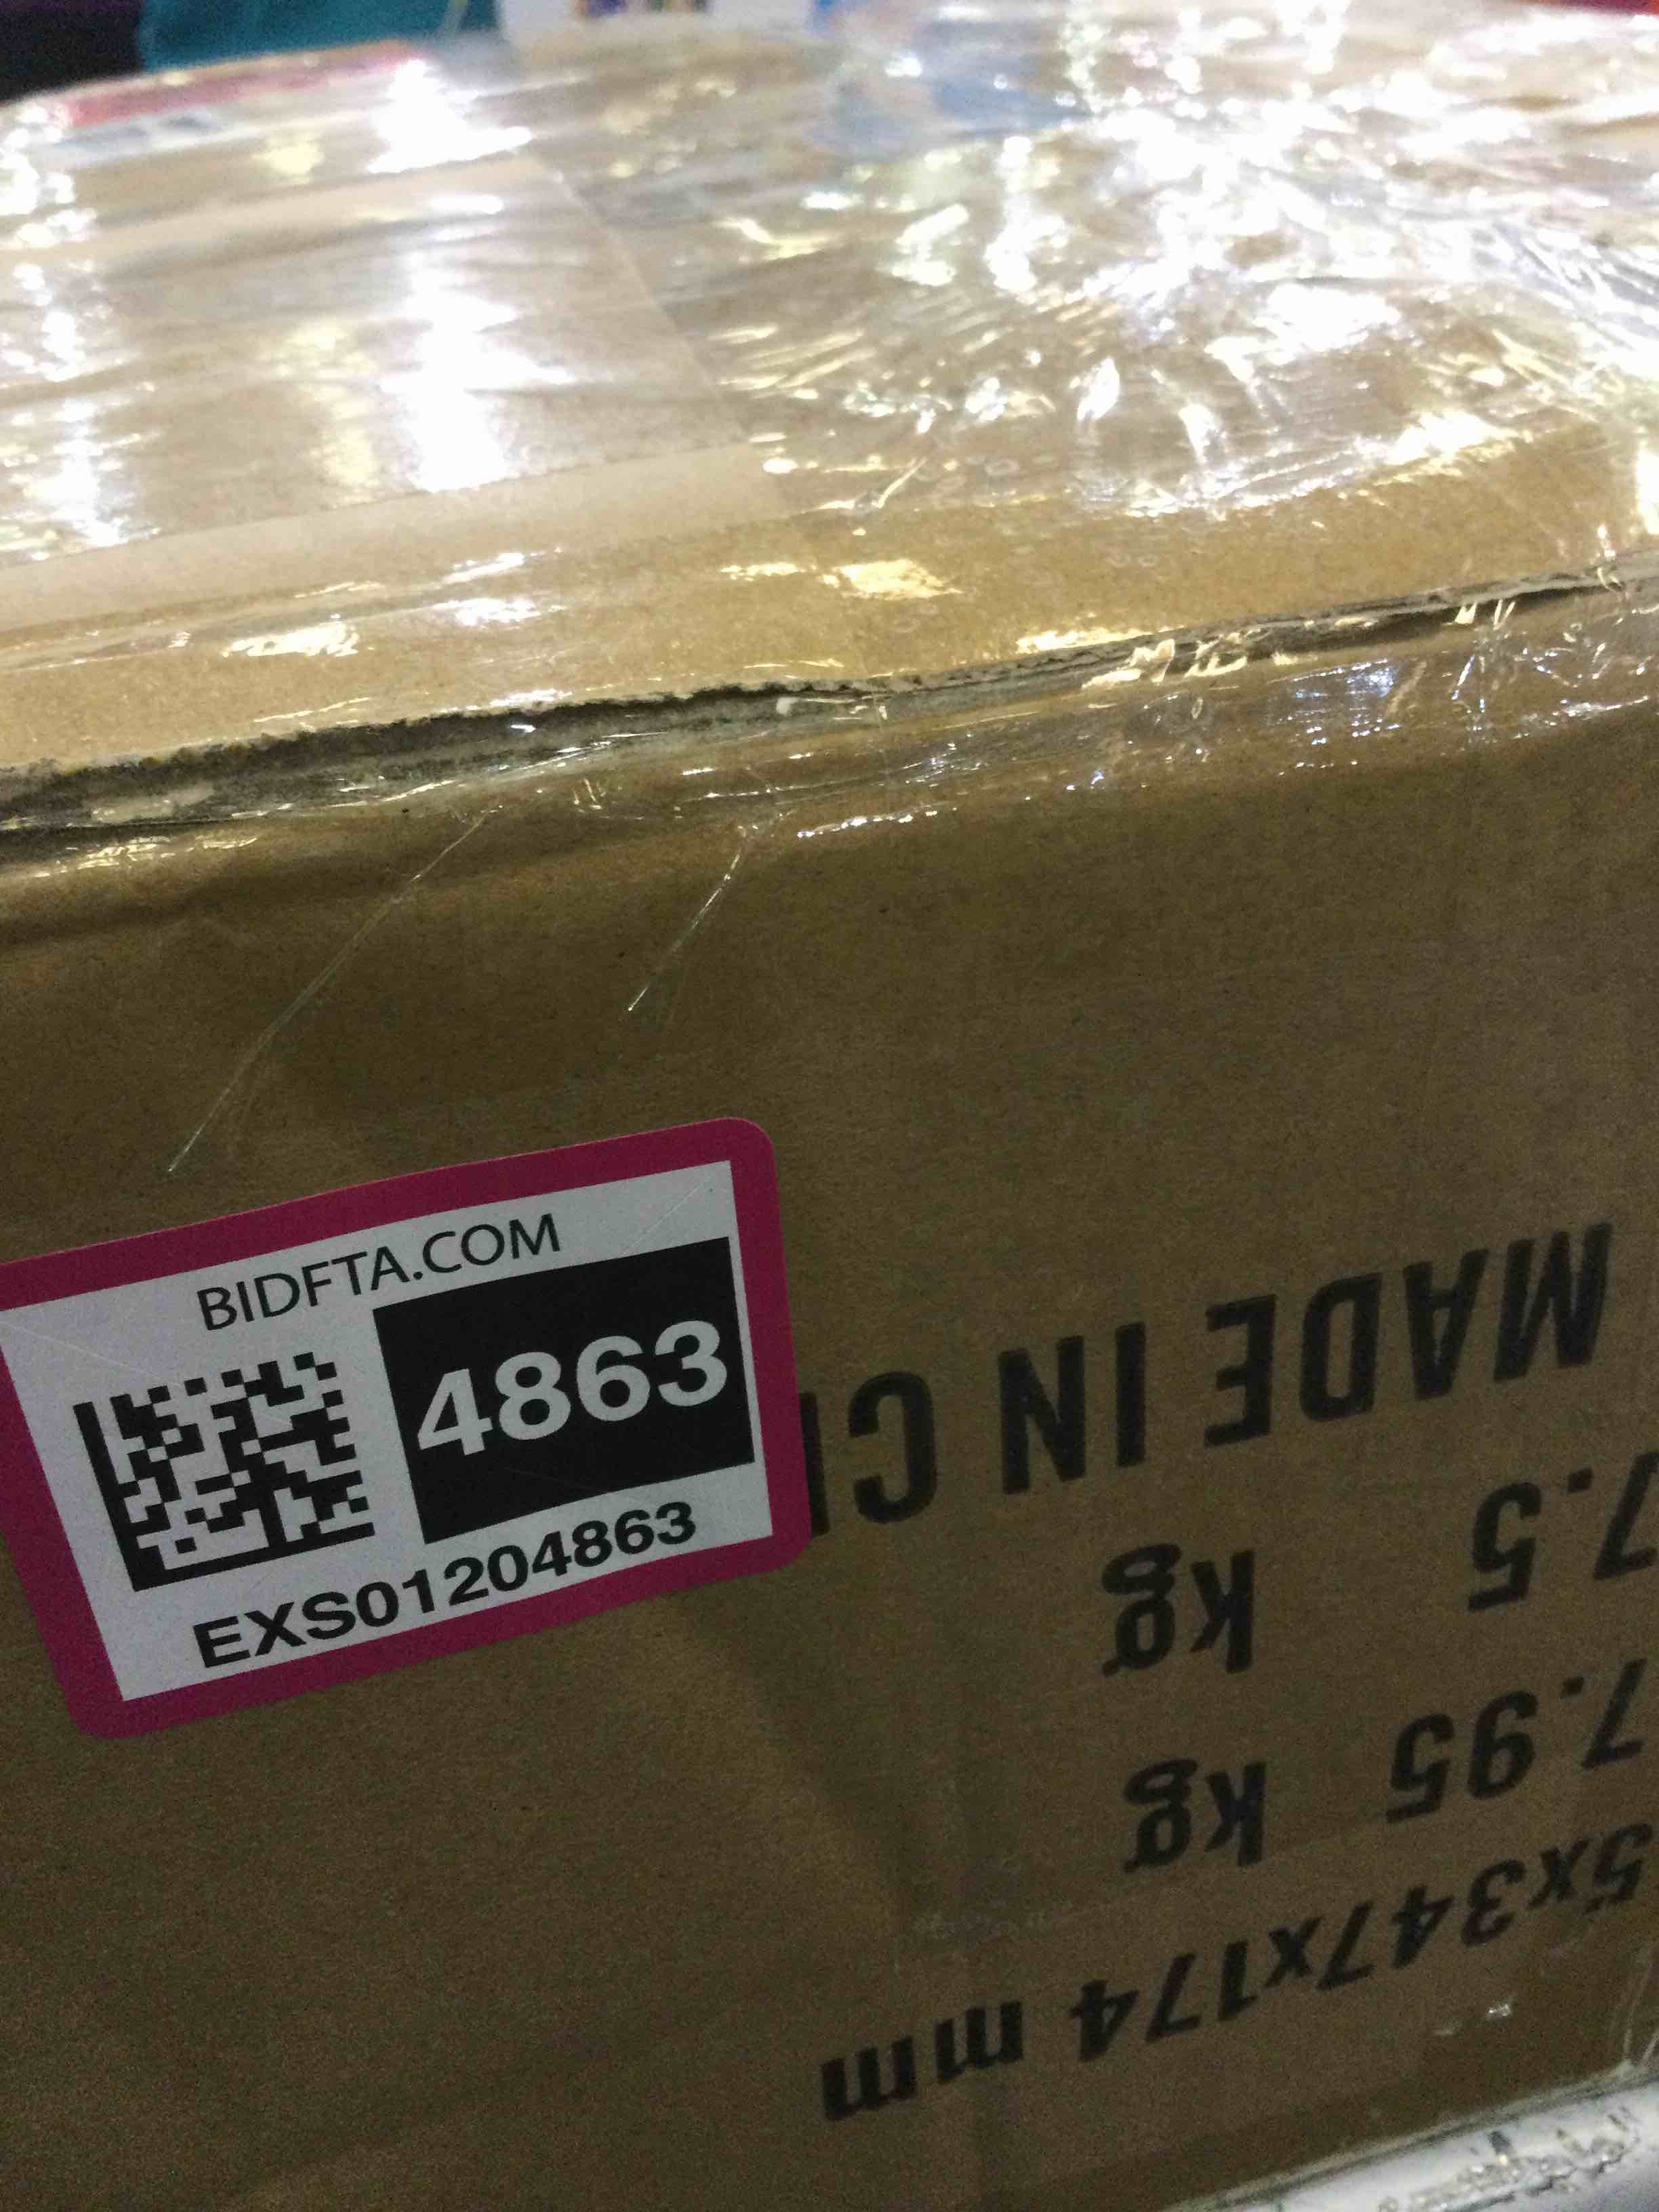 BIDFTA.COM
4863
EXS01204863
5x347x174 mm
7.95 kg
7.5 kg
MADE IN C